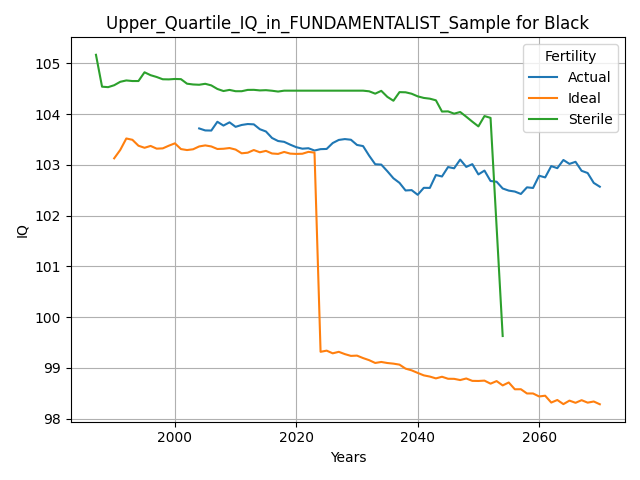 Upper_Quartile_IQ_in_FUNDAMENTALIST_Sample for Black
Fertility
Actual
Ideal
Sterile
105
104
103
102
101
100
99
98
IQ
2000
2020
2040
2060
Years